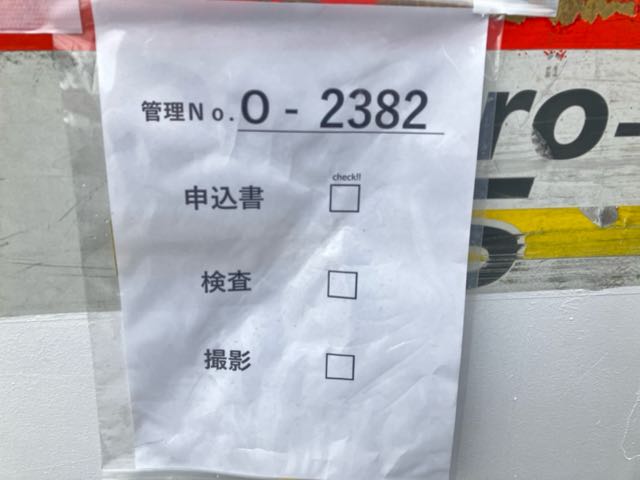 管理No. O - 2382
check!!
申込書 □
検査 □
撮影 □
ro-